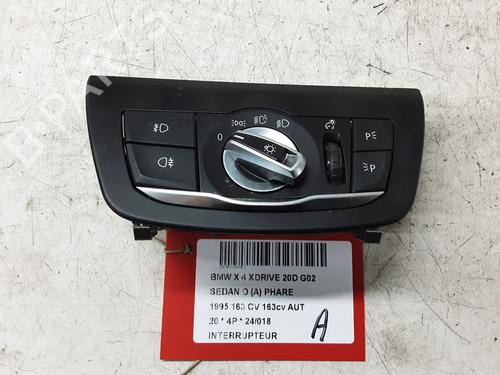 0
P
P
BMW X 4 XDRIVE 20D G02
SEDAN D (A) PHARE
1995 163 CV 163cv AUT
20 * 4P * 24/018
INTERRUPTEUR
A